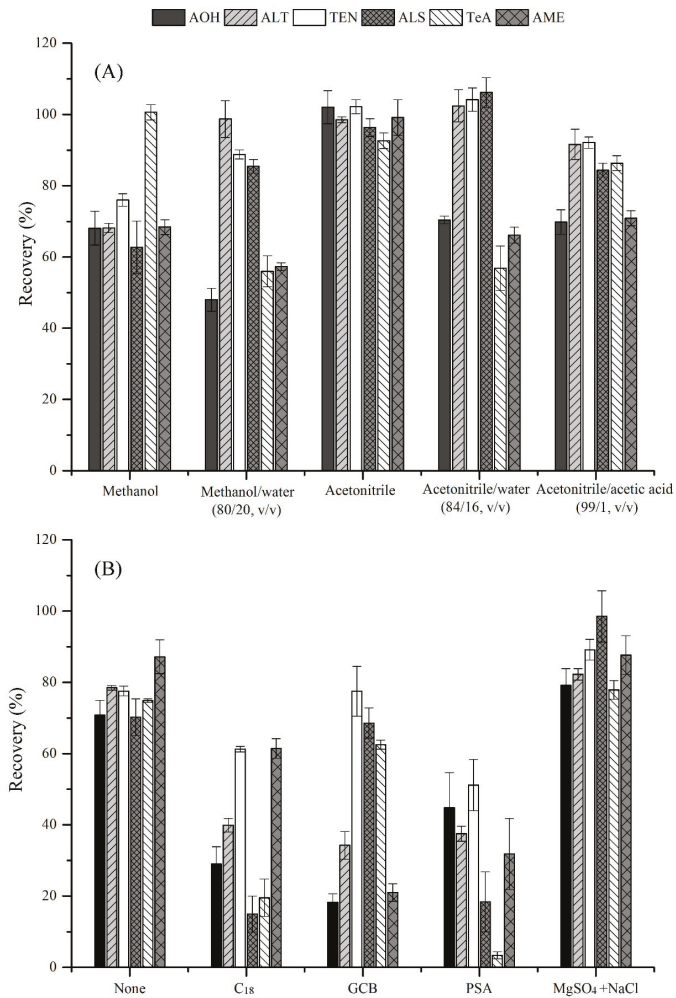 AOH ALT TEN ALS TeA AME
(A)
Recovery (%)
120
100
80
60
40
20
0
Methanol
Methanol/water
(80/20, v/v)
Acetonitrile
Acetonitrile/water
(84/16, v/v)
Acetonitrile/acetic acid
(99/1, v/v)
(B)
Recovery (%)
120
100
80
60
40
20
0
None
C₁₈
GCB
PSA
MgSO₄+NaCl